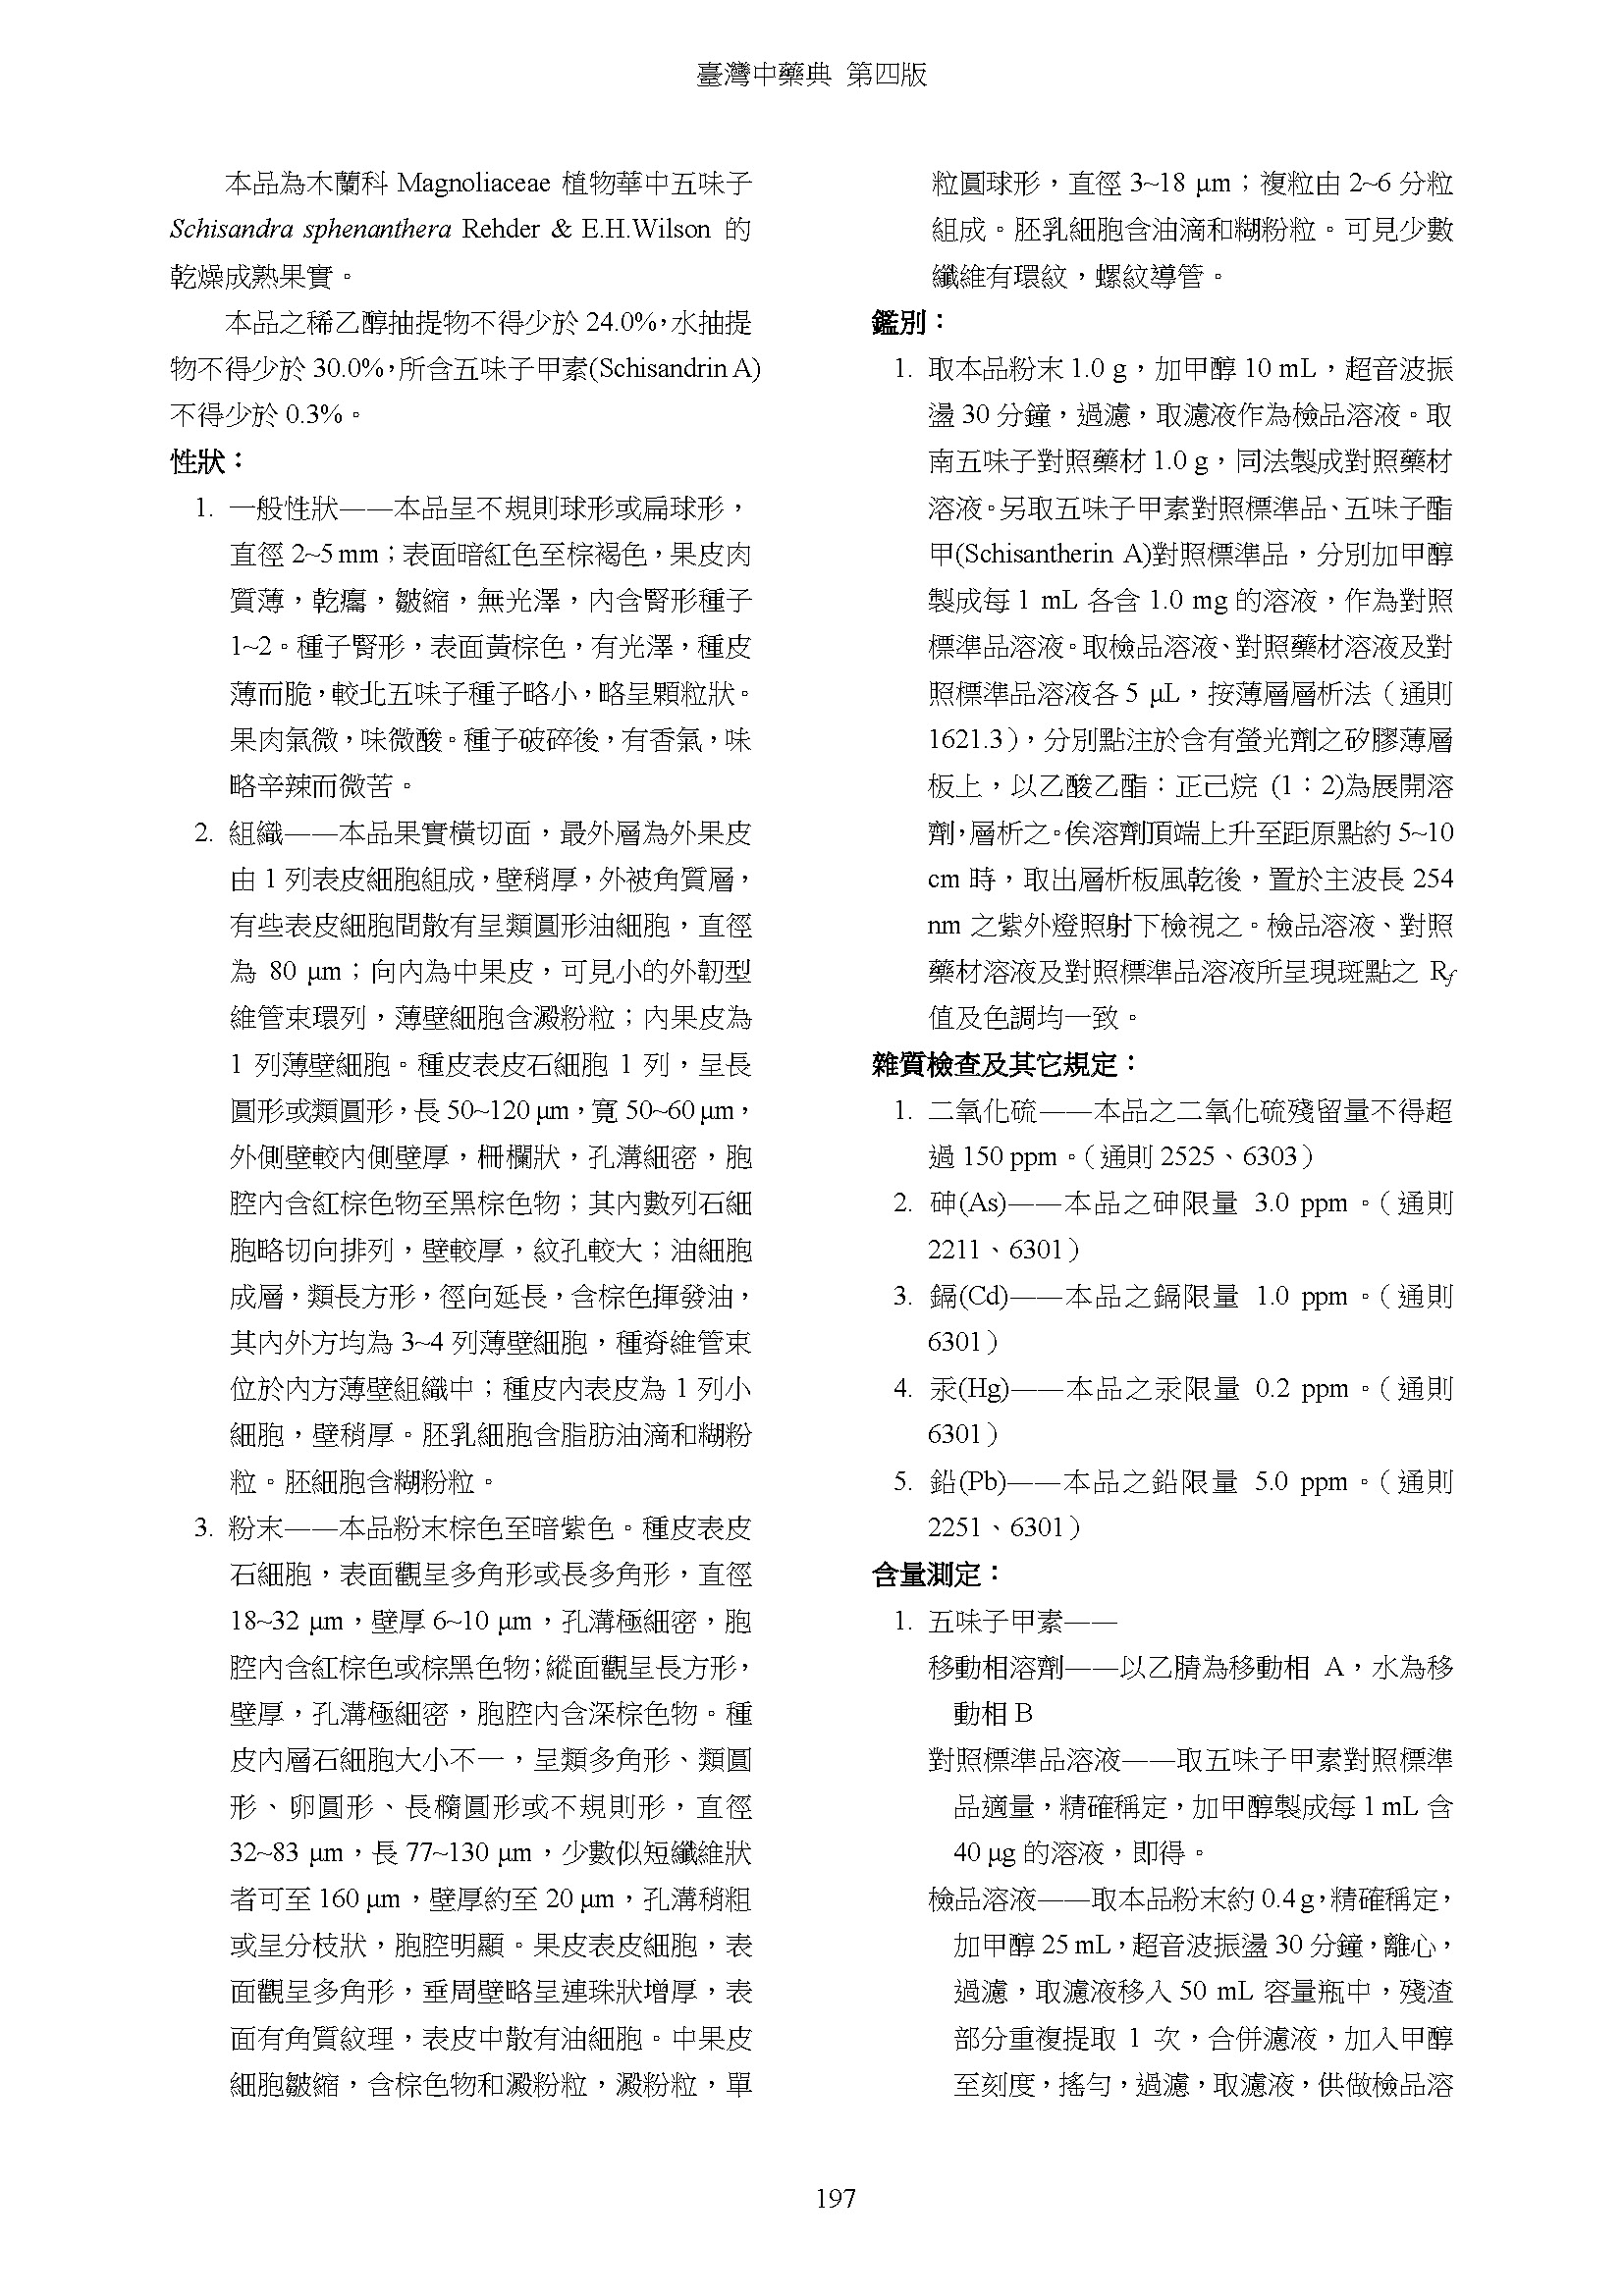 臺灣中藥典 第四版
本品為木蘭科 Magnoliaceae 植物華中五味子
Schisandra sphenanthera Rehder & E.H.Wilson 的
乾燥成熟果實。
本品之稀乙醇抽提物不得少於 24.0%，水抽提
物不得少於 30.0%，所含五味子甲素(Schisandrin A)
不得少於 0.3%。
性狀：
1. 一般性狀——本品呈不規則球形或扁球形，
直徑 2~5 mm；表面暗紅色至棕褐色，果皮肉
質薄，乾癟，皺縮，無光澤，內含腎形種子
1~2。種子腎形，表面黃棕色，有光澤，種皮
薄而脆，較北五味子種子略小，略呈顆粒狀。
果肉氣微，味微酸。種子破碎後，有香氣，味
略辛辣而微苦。
2. 組織——本品果實橫切面，最外層為外果皮
由 1 列表皮細胞組成，壁稍厚，外被角質層，
有些表皮細胞間散有呈類圓形油細胞，直徑
為 80 μm；向內為中果皮，可見小的外韌型
維管束環列，薄壁細胞含澱粉粒；內果皮為
1 列薄壁細胞。種皮表皮石細胞 1 列，呈長
圓形或類圓形，長 50~120 μm，寬 50~60 μm，
外側壁較內側壁厚，柵欄狀，孔溝細密，胞
腔內含紅棕色物至黑棕色物；其內數列石細
胞略切向排列，壁較厚，紋孔較大；油細胞
成層，類長方形，徑向延長，含棕色揮發油，
其內外方均為 3~4 列薄壁細胞，種脊維管束
位於內方薄壁組織中；種皮內表皮為 1 列小
細胞，壁稍厚。胚乳細胞含脂肪油滴和糊粉
粒。胚細胞含糊粉粒。
3. 粉末——本品粉末棕色至暗紫色。種皮表皮
石細胞，表面觀呈多角形或長多角形，直徑
18~32 μm，壁厚 6~10 μm，孔溝極細密，胞
腔內含紅棕色或棕黑色物；縱面觀呈長方形，
壁厚，孔溝極細密，胞腔內含深棕色物。種
皮內層石細胞大小不一，呈類多角形、類圓
形、卵圓形、長橢圓形或不規則形，直徑
32~83 μm，長 77~130 μm，少數似短纖維狀
者可至 160 μm，壁厚約至 20 μm，孔溝稍粗
或呈分枝狀，胞腔明顯。果皮表皮細胞，表
面觀呈多角形，垂周壁略呈連珠狀增厚，表
面有角質紋理，表皮中散有油細胞。中果皮
細胞皺縮，含棕色物和澱粉粒，澱粉粒，單
粒圓球形，直徑 3~18 μm；複粒由 2~6 分粒
組成。胚乳細胞含油滴和糊粉粒。可見少數
纖維有環紋，螺紋導管。
鑑別：
1. 取本品粉末 1.0 g，加甲醇 10 mL，超音波振
盪 30 分鐘，過濾，取濾液作為檢品溶液。取
南五味子對照藥材 1.0 g，同法製成對照藥材
溶液。另取五味子甲素對照標準品、五味子酯
甲(Schisantherin A)對照標準品，分別加甲醇
製成每 1 mL 各含 1.0 mg 的溶液，作為對照
標準品溶液。取檢品溶液、對照藥材溶液及對
照標準品溶液各 5 μL，按薄層層析法（通則
1621.3），分別點注於含有螢光劑之矽膠薄層
板上，以乙酸乙酯：正己烷 (1：2)為展開溶
劑，層析之。俟溶劑頂端上升至距原點約 5~10
cm 時，取出層析板風乾後，置於主波長 254
nm 之紫外燈照射下檢視之。檢品溶液、對照
藥材溶液及對照標準品溶液所呈現斑點之 Rf
值及色調均一致。
雜質檢查及其它規定：
1. 二氧化硫——本品之二氧化硫殘留量不得超
過 150 ppm。（通則 2525、6303）
2. 砷(As)——本品之砷限量 3.0 ppm。（通則
2211、6301）
3. 鎘(Cd)——本品之鎘限量 1.0 ppm。（通則
6301）
4. 汞(Hg)——本品之汞限量 0.2 ppm。（通則
6301）
5. 鉛(Pb)——本品之鉛限量 5.0 ppm。（通則
2251、6301）
含量測定：
1. 五味子甲素——
移動相溶劑——以乙腈為移動相 A，水為移
動相 B
對照標準品溶液——取五味子甲素對照標準
品適量，精確稱定，加甲醇製成每 1 mL 含
40 μg 的溶液，即得。
檢品溶液——取本品粉末約 0.4 g，精確稱定，
加甲醇 25 mL，超音波振盪 30 分鐘，離心，
過濾，取濾液移入 50 mL 容量瓶中，殘渣
部分重複提取 1 次，合併濾液，加入甲醇
至刻度，搖勻，過濾，取濾液，供做檢品溶
197